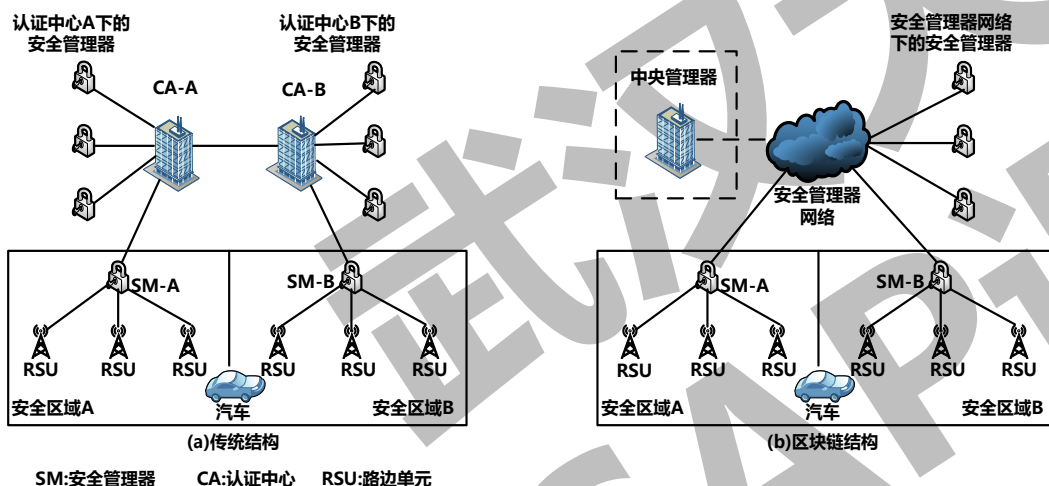 认证中心A下的
安全管理器
认证中心B下的
安全管理器
CA-A
CA-B
SM-A
SM-B
RSU
RSU
RSU
RSU
RSU
RSU
安全区域A
汽车
安全区域B
(a)传统结构
安全管理器网络
下的安全管理器
中央管理器
安全管理器
网络
SM-A
SM-B
RSU
RSU
RSU
RSU
RSU
RSU
安全区域A
汽车
安全区域B
(b)区块链结构
SM:安全管理器
CA:认证中心
RSU:路边单元